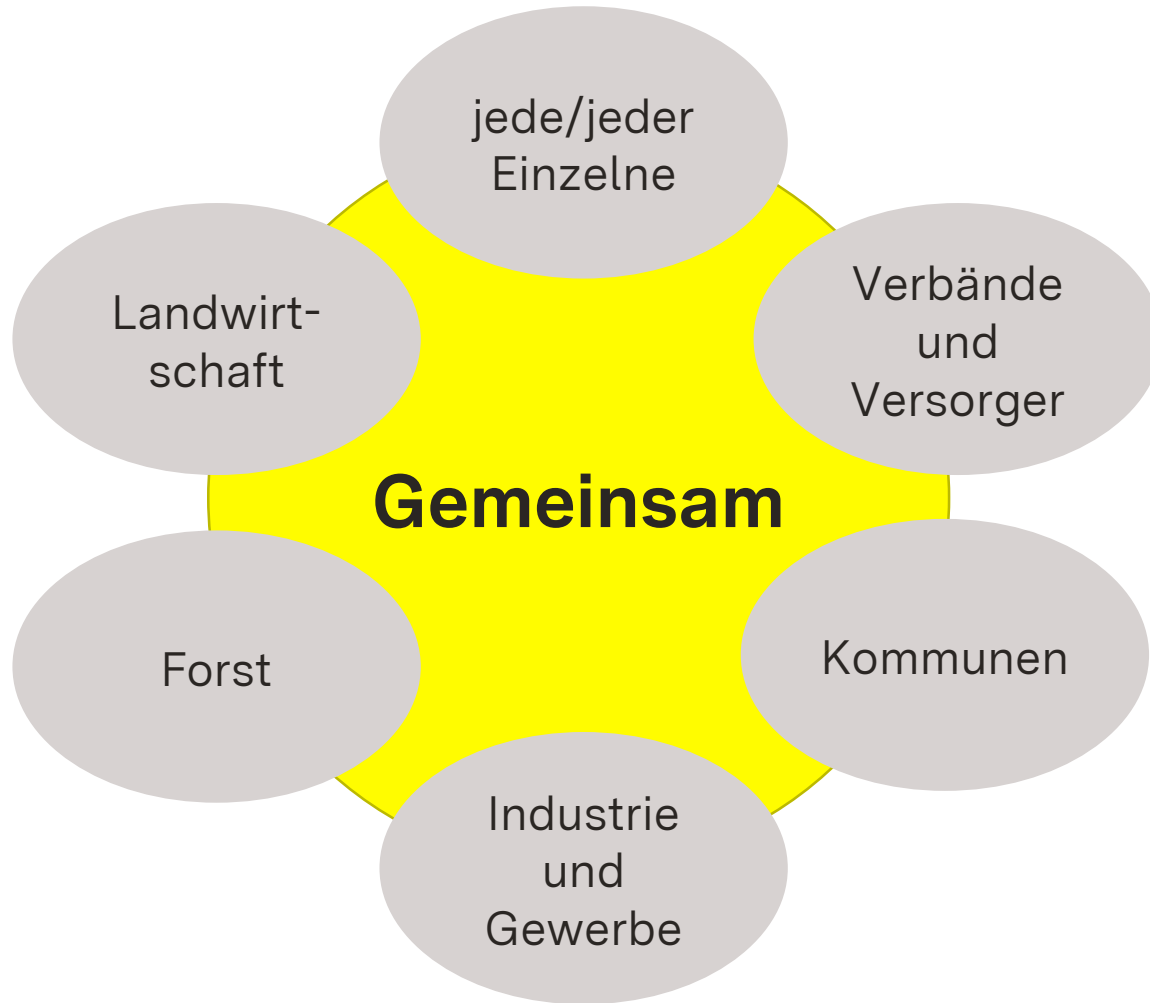 jede/jeder
Einzelne
Landwirt-
schaft
Verbände
und
Versorger
Gemeinsam
Forst
Kommunen
Industrie
und
Gewerbe